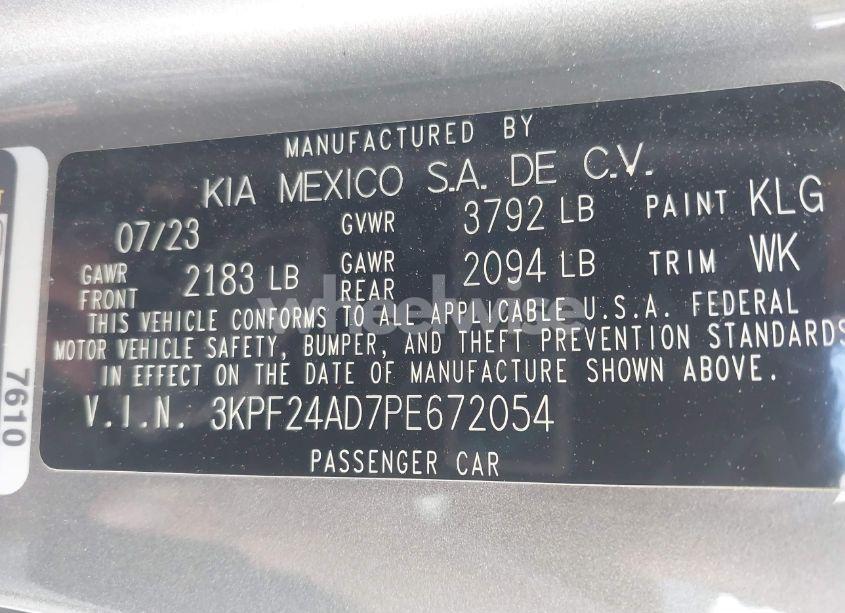 MANUFACTURED BY
KIA MEXICO S.A. DE C.V.
07/23 GVWR 3792 LB PAINT KLG
GAWR FRONT 2183 LB GAWR REAR 2094 LB TRIM WK
THIS VEHICLE CONFORMS TO ALL APPLICABLE U.S.A. FEDERAL
MOTOR VEHICLE SAFETY, BUMPER, AND THEFT PREVENTION STANDARDS
IN EFFECT ON THE DATE OF MANUFACTURE SHOWN ABOVE.
V.I.N. 3KPF24AD7PE672054
PASSENGER CAR
7610
wheelwise